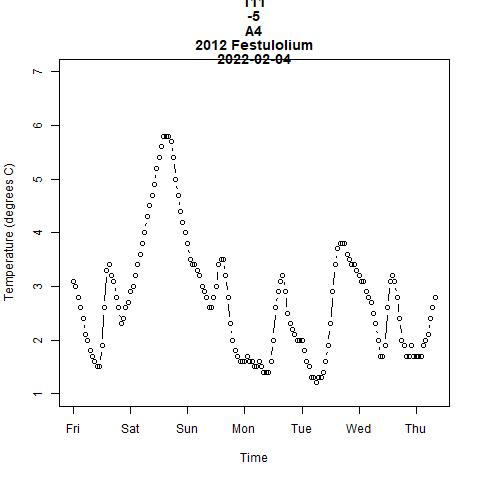 T11
-5
A4
2012 Festulolium
2022-02-04
Temperature (degrees C)
7
6
5
4
3
2
1
Fri Sat Sun Mon Tue Wed Thu
Time